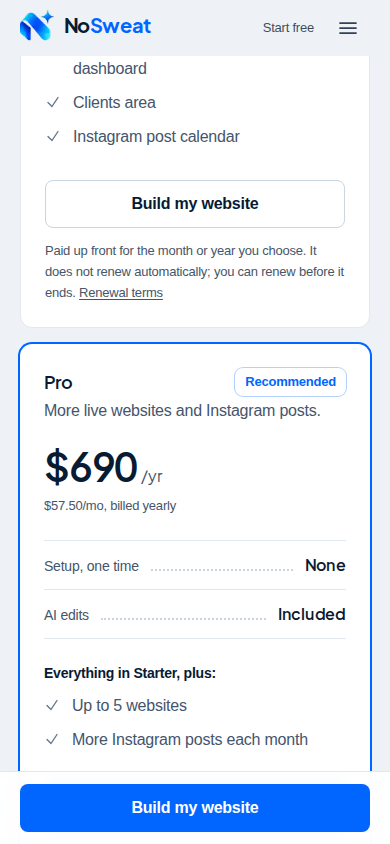 NoSweat
Start free
dashboard
Clients area
Instagram post calendar
Build my website
Paid up front for the month or year you choose. It
does not renew automatically; you can renew before it
ends. Renewal terms
Pro
Recommended
More live websites and Instagram posts.
$690 /yr
$57.50/mo, billed yearly
Setup, one time None
AI edits Included
Everything in Starter, plus:
Up to 5 websites
More Instagram posts each month
Build my website